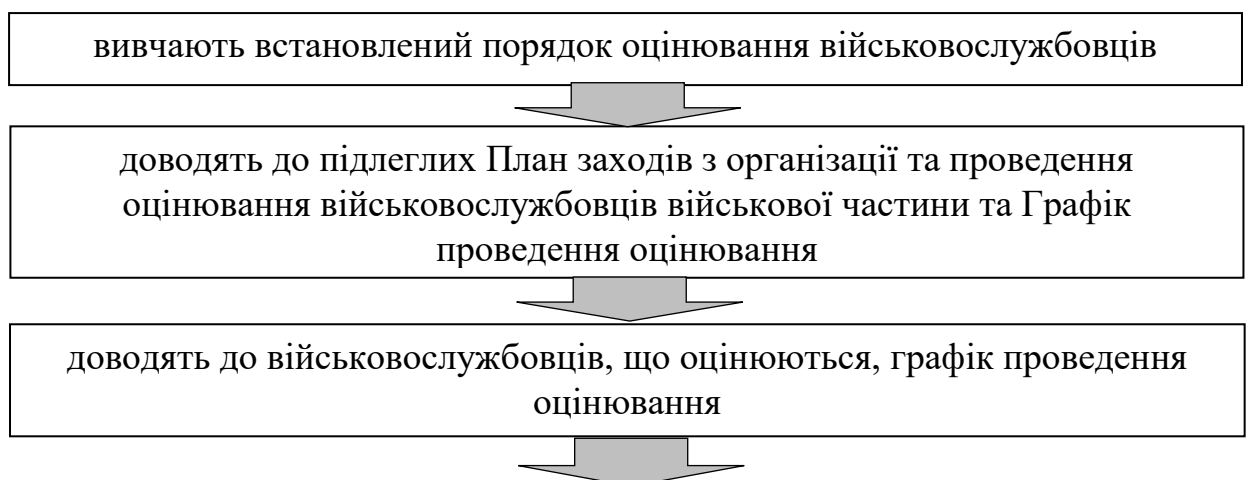 вивчають встановлений порядок оцінювання військовослужбовців
доводять до підлеглих План заходів з організації та проведення
оцінювання військовослужбовців військової частини та Графік
проведення оцінювання
доводять до військовослужбовців, що оцінюються, графік проведення
оцінювання